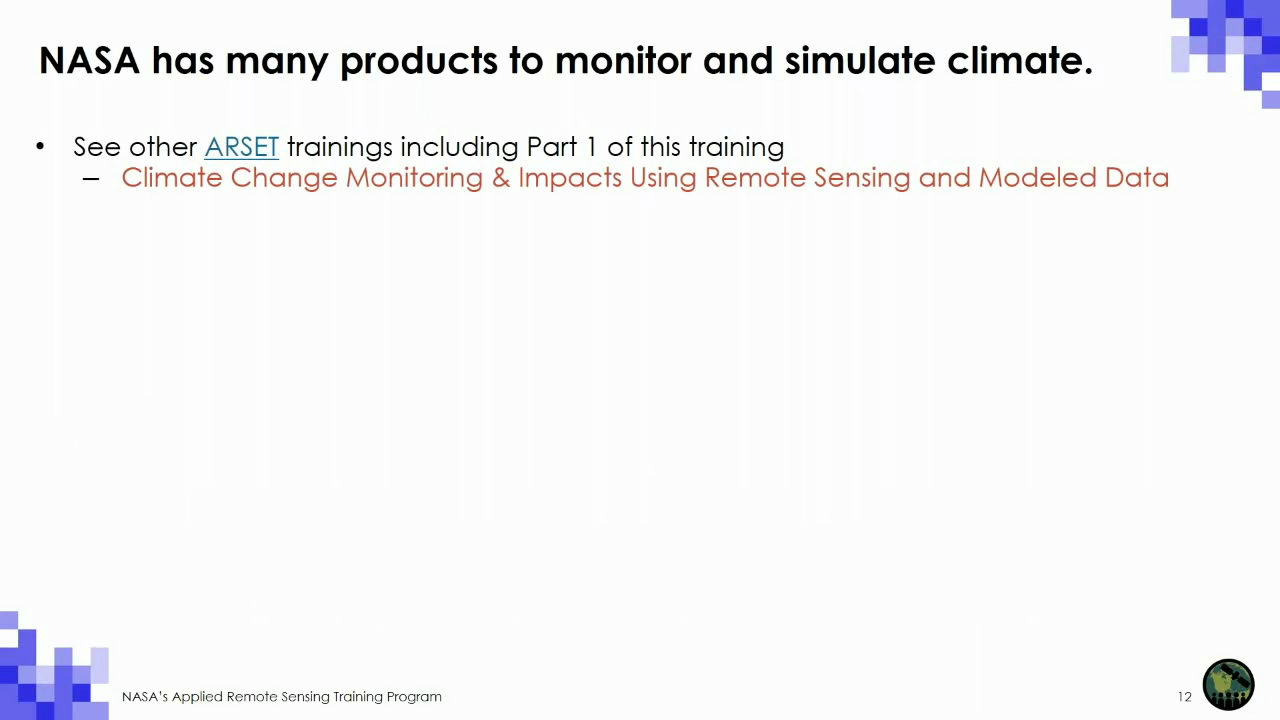 NASA has many products to monitor and simulate climate.
• See other ARSET trainings including Part 1 of this training
– Climate Change Monitoring & Impacts Using Remote Sensing and Modeled Data
NASA's Applied Remote Sensing Training Program
12